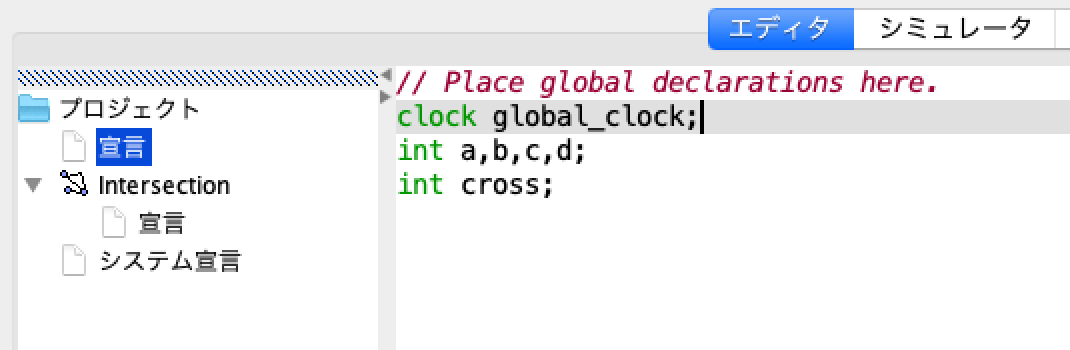 エディタ
シミュレータ
プロジェクト
宣言
Intersection
宣言
システム宣言
// Place global declarations here.
clock global_clock;
int a,b,c,d;
int cross;